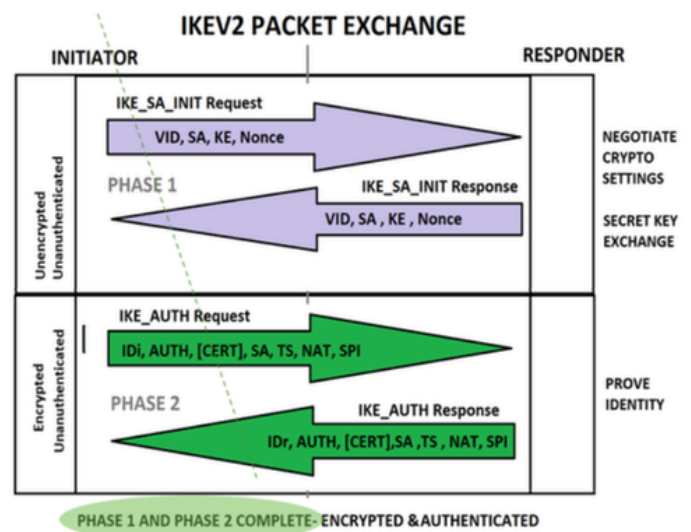 IKEV2 PACKET EXCHANGE
INITIATOR
RESPONDER
IKE_SA_INIT Request
VID, SA, KE, Nonce
PHASE 1
IKE_SA_INIT Response
VID, SA , KE , Nonce
Unencrypted
Unauthenticated
NEGOTIATE
CRYPTO
SETTINGS
SECRET KEY
EXCHANGE
IKE_AUTH Request
IDi, AUTH, [CERT], SA, TS, NAT, SPI
PHASE 2
IKE_AUTH Response
IDr, AUTH, [CERT],SA ,TS , NAT, SPI
Encrypted
Unauthenticated
PROVE
IDENTITY
PHASE 1 AND PHASE 2 COMPLETE- ENCRYPTED &AUTHENTICATED